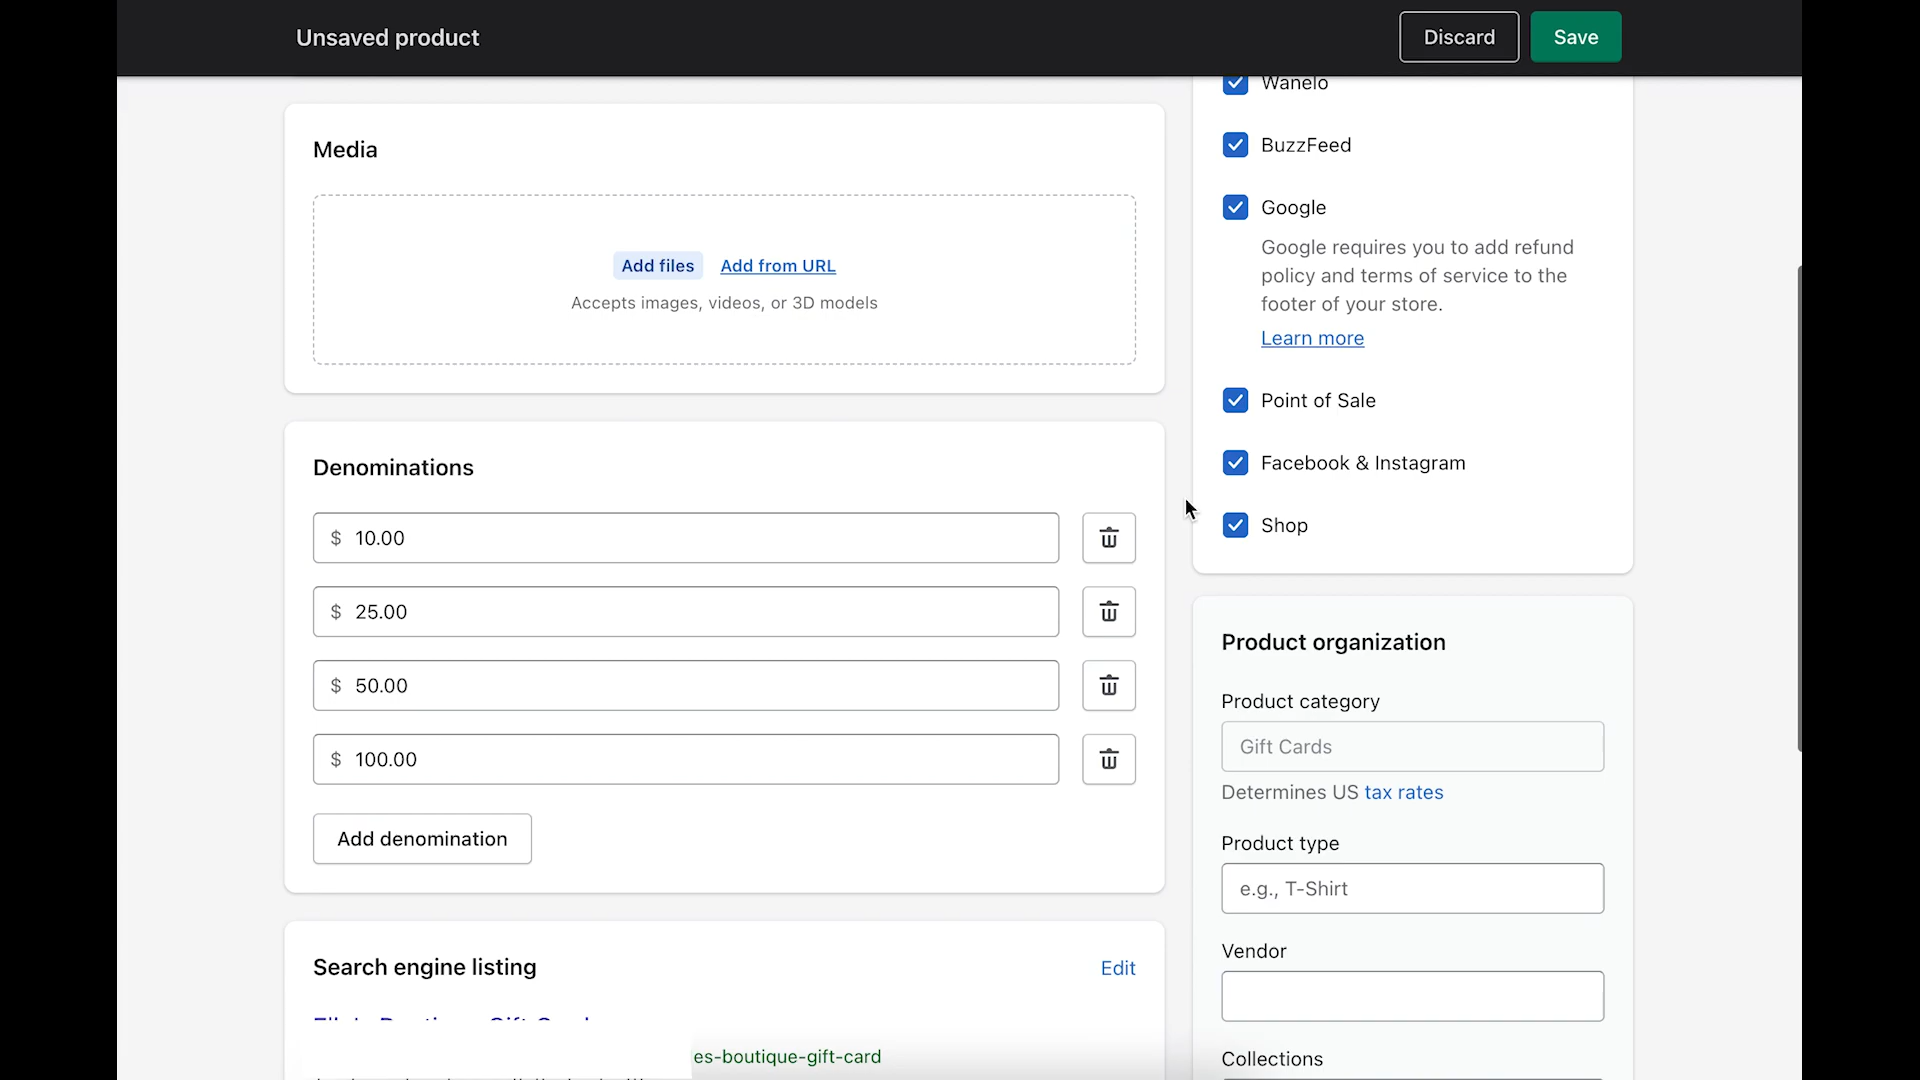 Unsaved product
Discard
Save
Media
Add files
Add from URL
Accepts images, videos, or 3D models
Denominations
$ 10.00
$ 25.00
$ 50.00
$ 100.00
Add denomination
Search engine listing
Edit
es-boutique-gift-card
Wanelo
BuzzFeed
Google
Google requires you to add refund
policy and terms of service to the
footer of your store.
Learn more
Point of Sale
Facebook & Instagram
Shop
Product organization
Product category
Gift Cards
Determines US tax rates
Product type
e.g., T-Shirt
Vendor
Collections